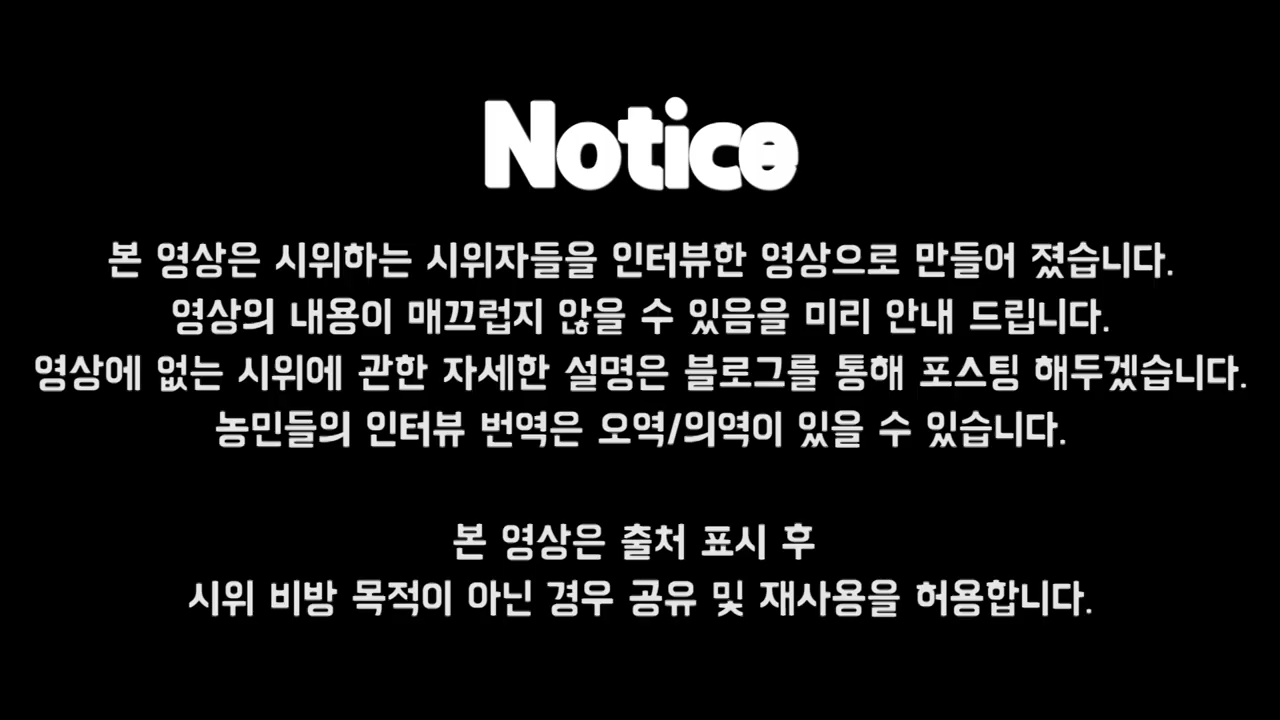 Notice
본 영상은 시위하는 시위자들을 인터뷰한 영상으로 만들어 졌습니다.
영상의 내용이 매끄럽지 않을 수 있음을 미리 안내 드립니다.
영상에 없는 시위에 관한 자세한 설명은 블로그를 통해 포스팅 해두겠습니다.
농민들의 인터뷰 번역은 오역/의역이 있을 수 있습니다.
본 영상은 출처 표시 후
시위 비방 목적이 아닌 경우 공유 및 재사용을 허용합니다.